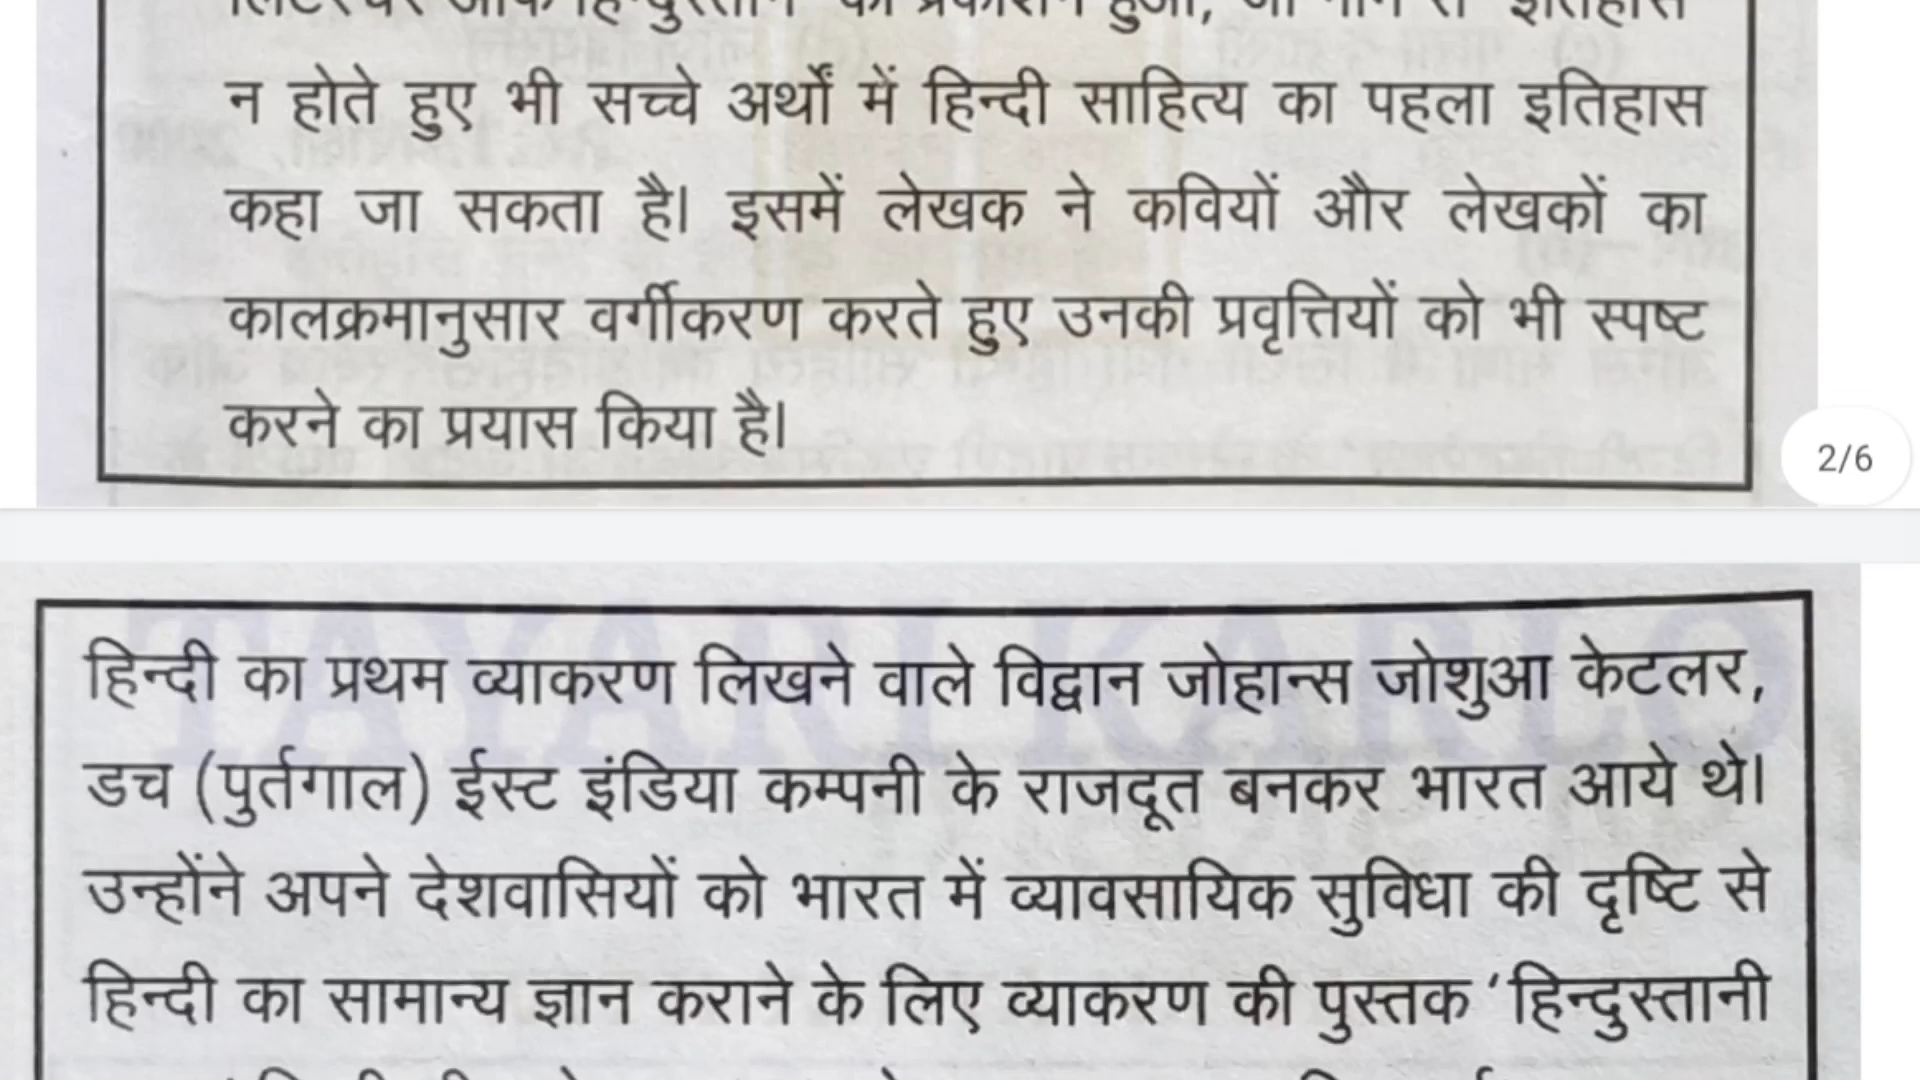 न होते हुए भी सच्चे अर्थों में हिन्दी साहित्य का पहला इतिहास
कहा जा सकता है। इसमें लेखक ने कवियों और लेखकों का
कालक्रमानुसार वर्गीकरण करते हुए उनकी प्रवृत्तियों को भी स्पष्ट
करने का प्रयास किया है।
2/6
TAYARI KARLO
हिन्दी का प्रथम व्याकरण लिखने वाले विद्वान जोहान्स जोशुआ केटलर,
डच (पुर्तगाल) ईस्ट इंडिया कम्पनी के राजदूत बनकर भारत आये थे।
उन्होंने अपने देशवासियों को भारत में व्यावसायिक सुविधा की दृष्टि से
हिन्दी का सामान्य ज्ञान कराने के लिए व्याकरण की पुस्तक ‘हिन्दुस्तानी